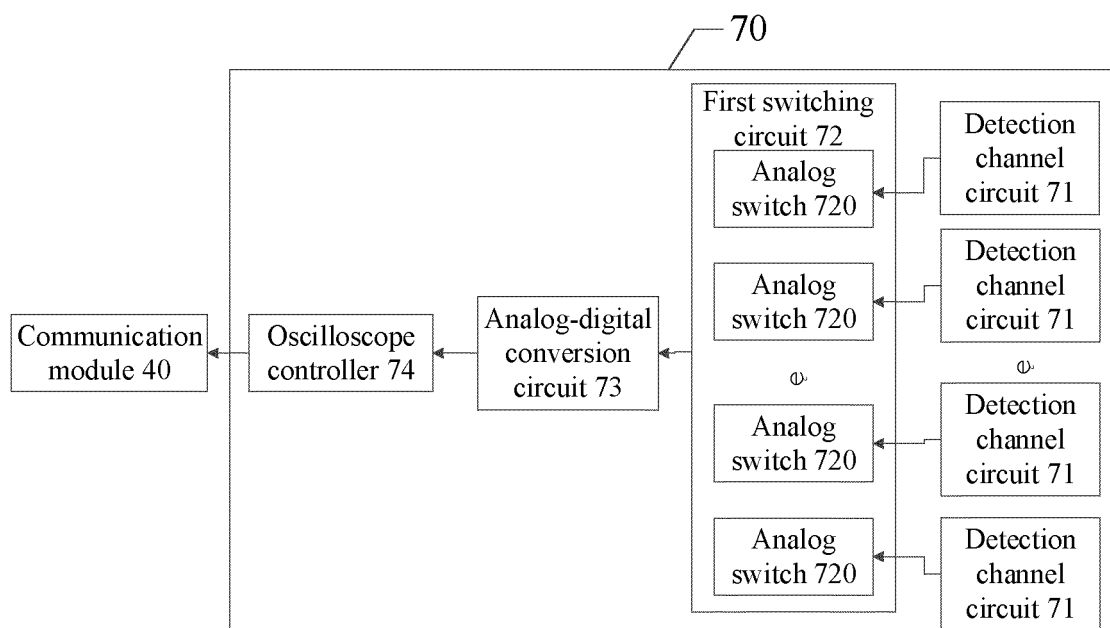 70
First switching
circuit 72
Analog
switch 720
Analog
switch 720
Analog
switch 720
Analog
switch 720
Detection
channel
circuit 71
Detection
channel
circuit 71
Detection
channel
circuit 71
Detection
channel
circuit 71
Analog-digital
conversion
circuit 73
Oscilloscope
controller 74
Communication
module 40